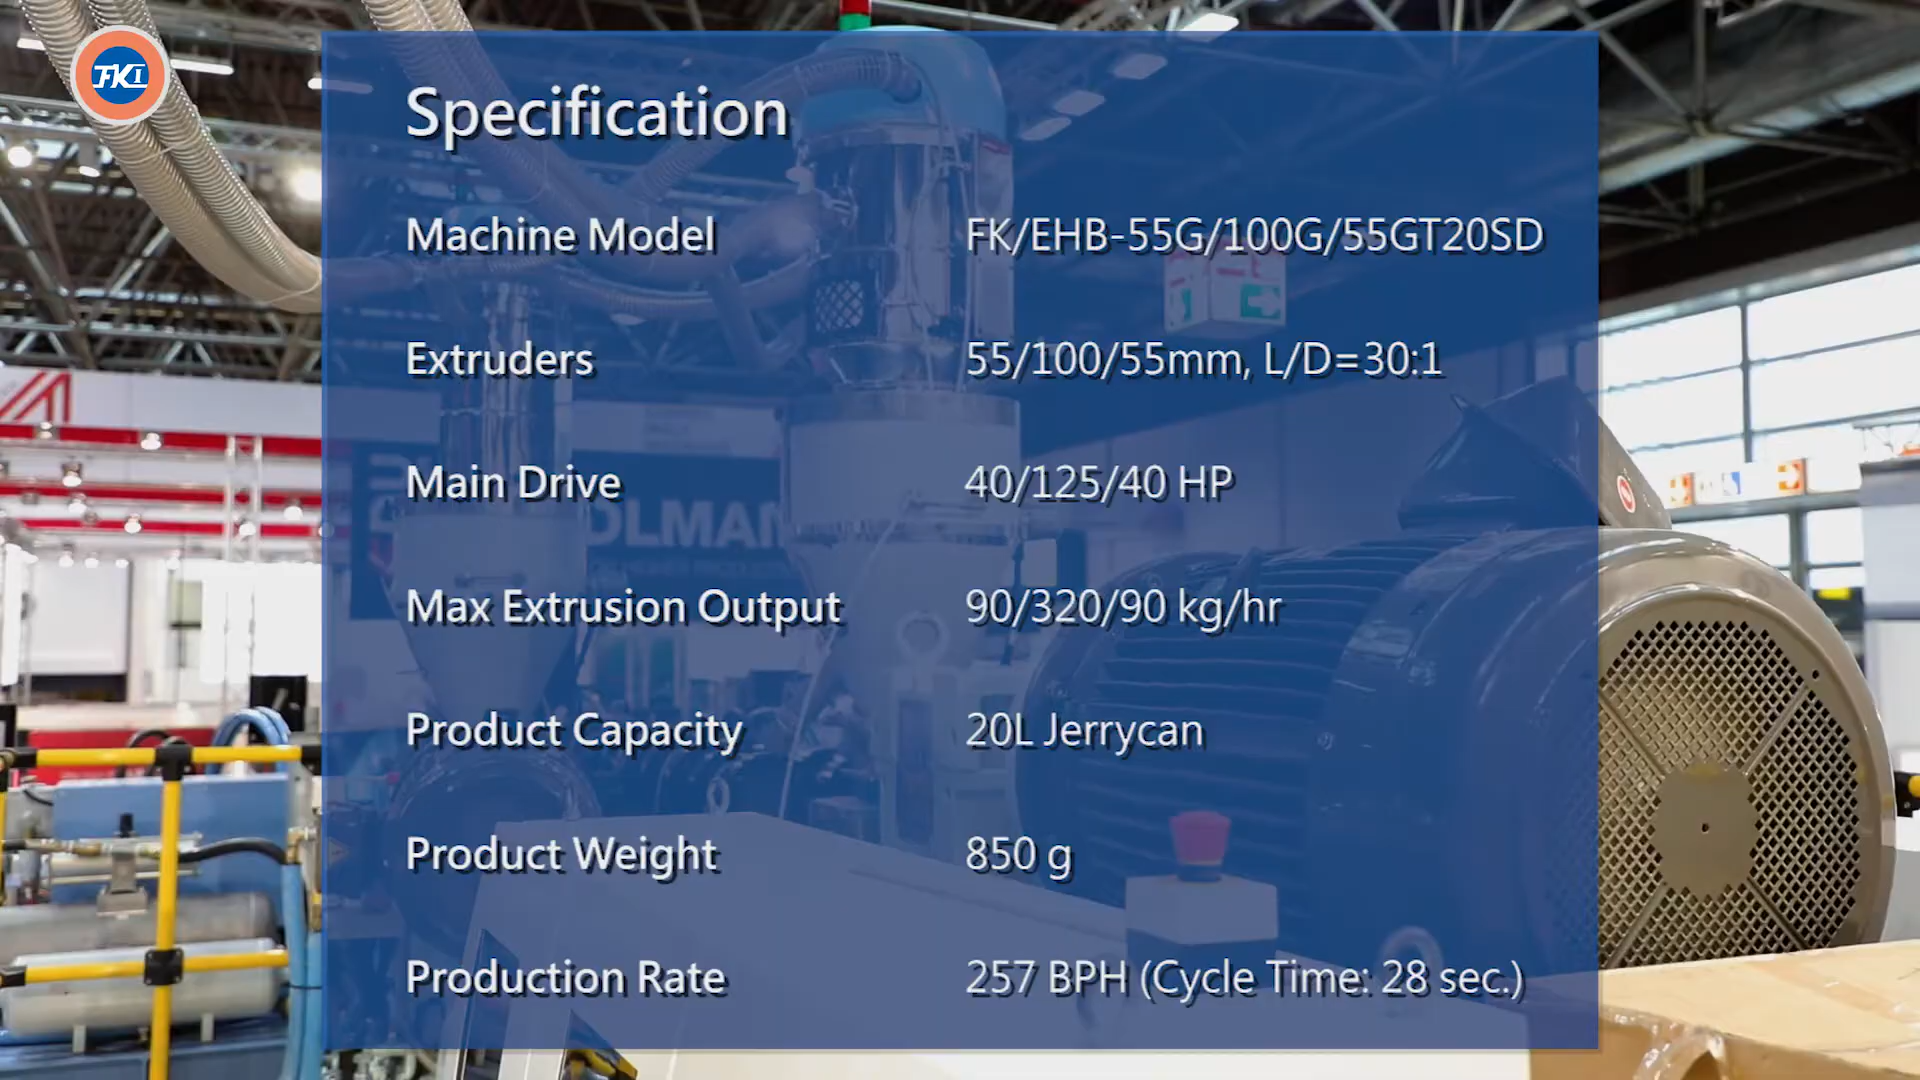 FKI
Specification
Machine Model FK/EHB-55G/100G/55GT20SD
Extruders 55/100/55mm, L/D=30:1
Main Drive 40/125/40 HP
Max Extrusion Output 90/320/90 kg/hr
Product Capacity 20L Jerrycan
Product Weight 850 g
Production Rate 257 BPH (Cycle Time: 28 sec.)